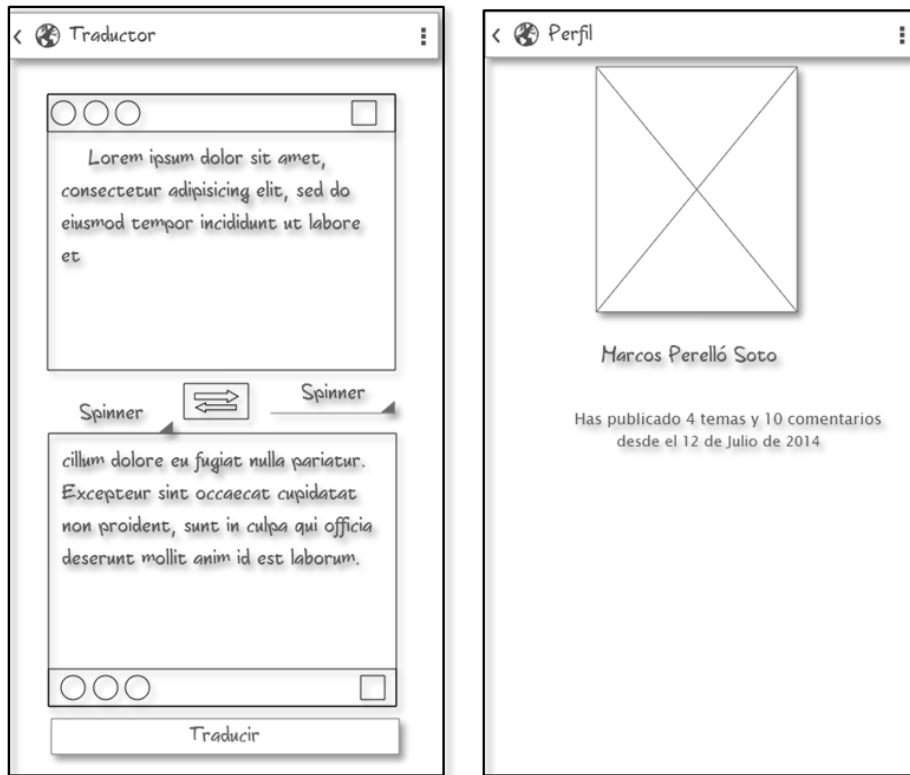 Traductor
Lorem ipsum dolor sit amet,
consectetur adipisicing elit, sed do
eiusmod tempor incididunt ut labore
et
Spinner
Spinner
cillum dolore eu fugiat nulla pariatur.
Excepteur sint occaecat cupidatat
non proident, sunt in culpa qui officia
deserunt mollit anim id est laborum.
Traducir
Perfil
Marcos Perelló Soto
Has publicado 4 temas y 10 comentarios
desde el 12 de Julio de 2014